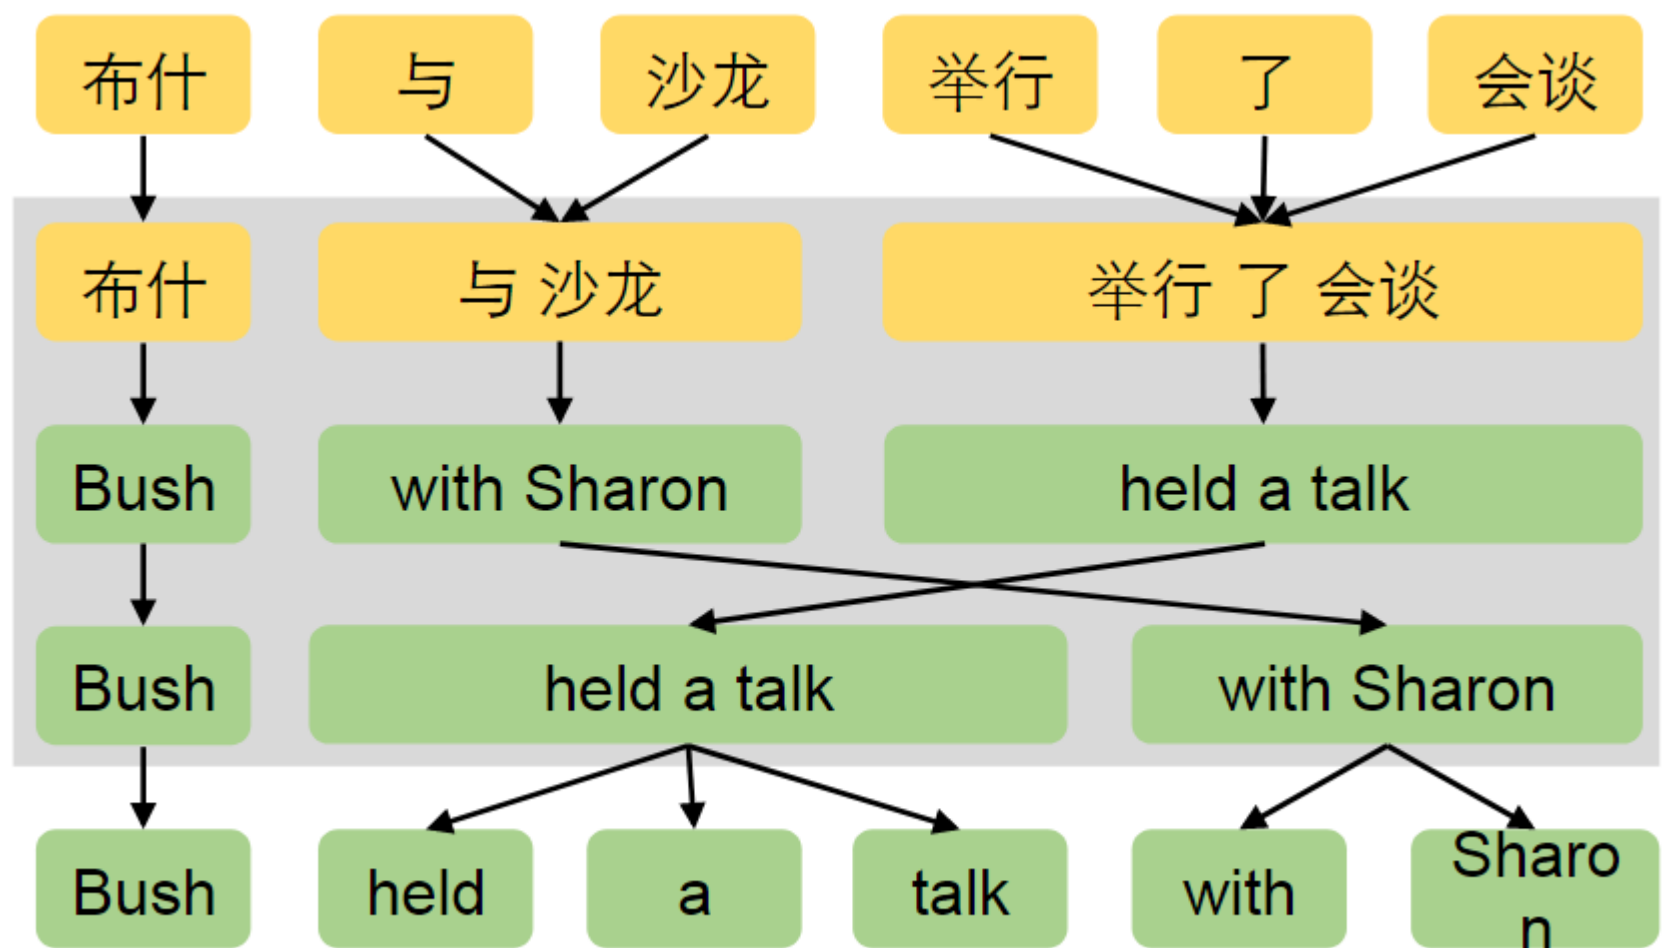 布什 与 沙龙 举行 了 会谈
布什 与 沙龙 举行 了 会谈
Bush with Sharon held a talk
Bush held a talk with Sharon
Bush held a talk with Sharo
n